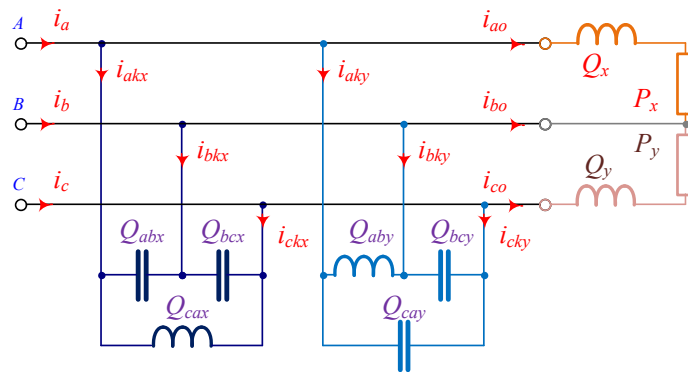 A i_a i_ao
i_akx i_aky Q_x
B i_b i_bo P_x
i_bkx i_bky P_y
Q_y
C i_c i_co
Q_abx Q_bcx i_ckx Q_aby Q_bcy i_cky
Q_cax Q_cay